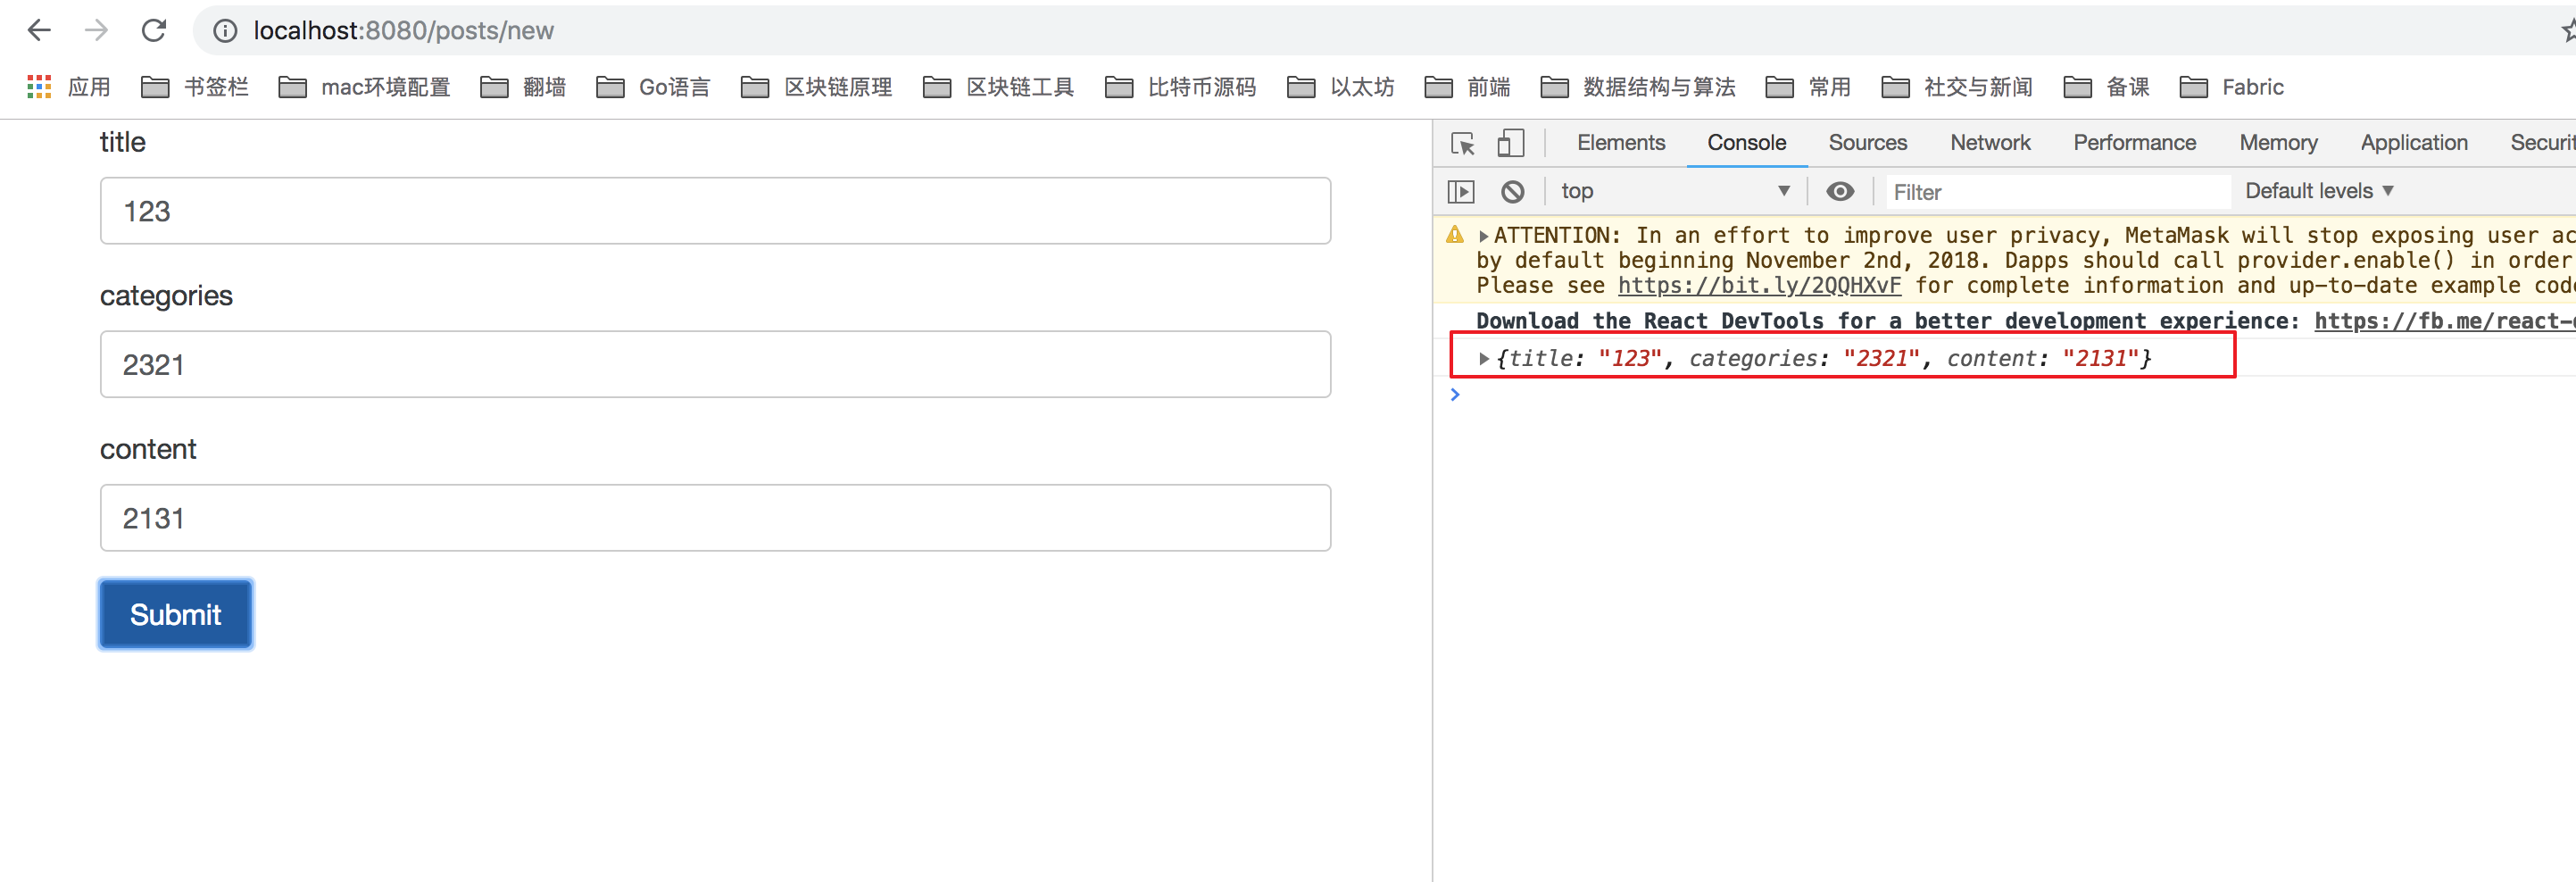 localhost:8080/posts/new
应用 书签栏 mac环境配置 翻墙 Go语言 区块链原理 区块链工具 比特币源码 以太坊 前端 数据结构与算法 常用 社交与新闻 备课 Fabric
title
123
categories
2321
content
2131
Submit
Elements Console Sources Network Performance Memory Application Securit
top Filter Default levels
ATTENTION: In an effort to improve user privacy, MetaMask will stop exposing user ac
by default beginning November 2nd, 2018. Dapps should call provider.enable() in order
Please see https://bit.ly/2QQHXvF for complete information and up-to-date example cod
Download the React DevTools for a better development experience: https://fb.me/react-
{title: "123", categories: "2321", content: "2131"}